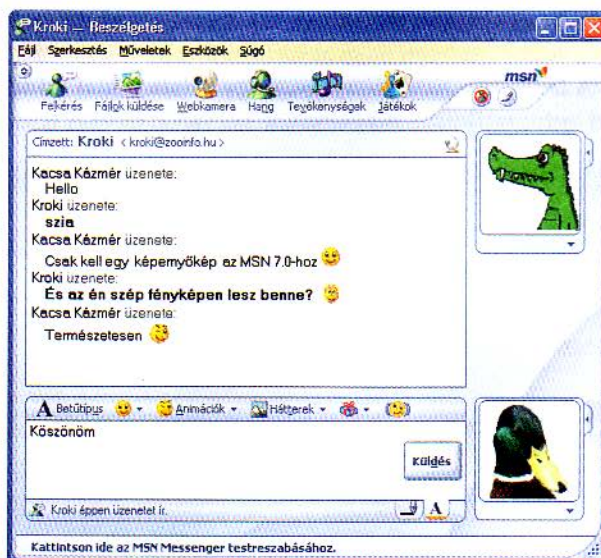 Kroki — Beszélgetés
Fájl Szerkesztés Műveletek Eszközök Súgó
msn
Felkérés Fájlok küldése Webkamera Hang Tevékenységek Játékok
Címzett: Kroki <kroki@zooinfo.hu>
Kacsa Kázmér üzenete:
Hello
Kroki üzenete:
szia
Kacsa Kázmér üzenete:
Csak kell egy képernyőkép az MSN 7.0-hoz
Kroki üzenete:
És az én szép fényképen lesz benne?
Kacsa Kázmér üzenete:
Természetesen
A Betűtípus Animációk Hátterek
Köszönöm
Küldés
Kroki éppen üzenetet ír.
A
Kattintson ide az MSN Messenger testreszabásához.